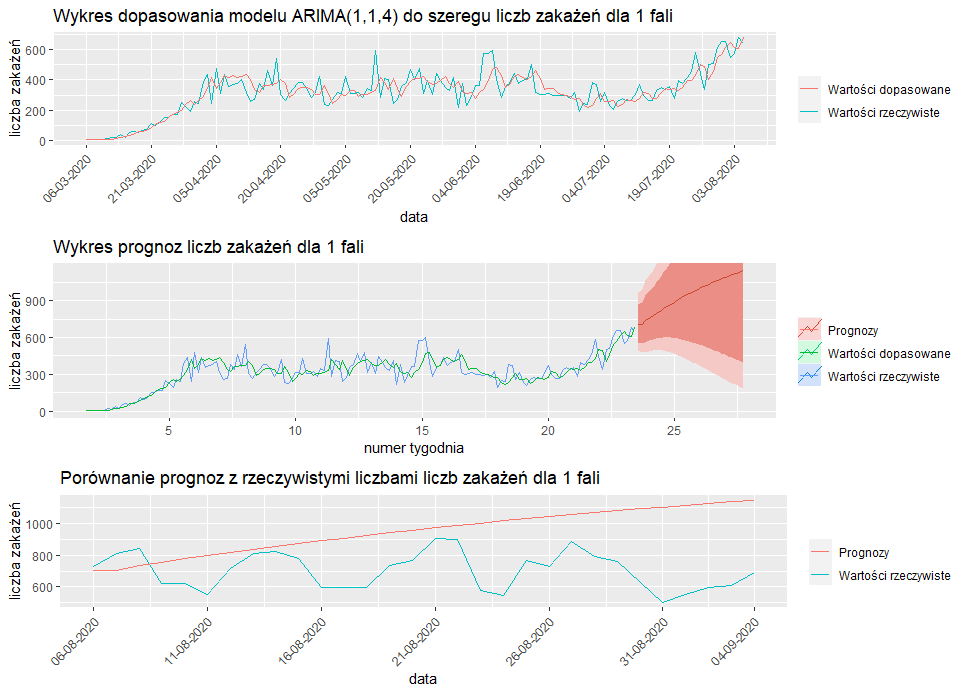 Wykres dopasowania modelu ARIMA(1,1,4) do szeregu liczb zakażeń dla 1 fali
liczba zakażeń
600
400
200
0
06-03-2020
21-03-2020
05-04-2020
20-04-2020
05-05-2020
20-05-2020
04-06-2020
19-06-2020
04-07-2020
19-07-2020
03-08-2020
data
Wartości dopasowane
Wartości rzeczywiste
Wykres prognoz liczb zakażeń dla 1 fali
liczba zakażeń
900
600
300
0
5
10
15
20
25
numer tygodnia
Prognozy
Wartości dopasowane
Wartości rzeczywiste
Porównanie prognoz z rzeczywistymi liczbami liczb zakażeń dla 1 fali
liczba zakażeń
1000
800
600
06-08-2020
11-08-2020
16-08-2020
21-08-2020
26-08-2020
31-08-2020
04-09-2020
data
Prognozy
Wartości rzeczywiste